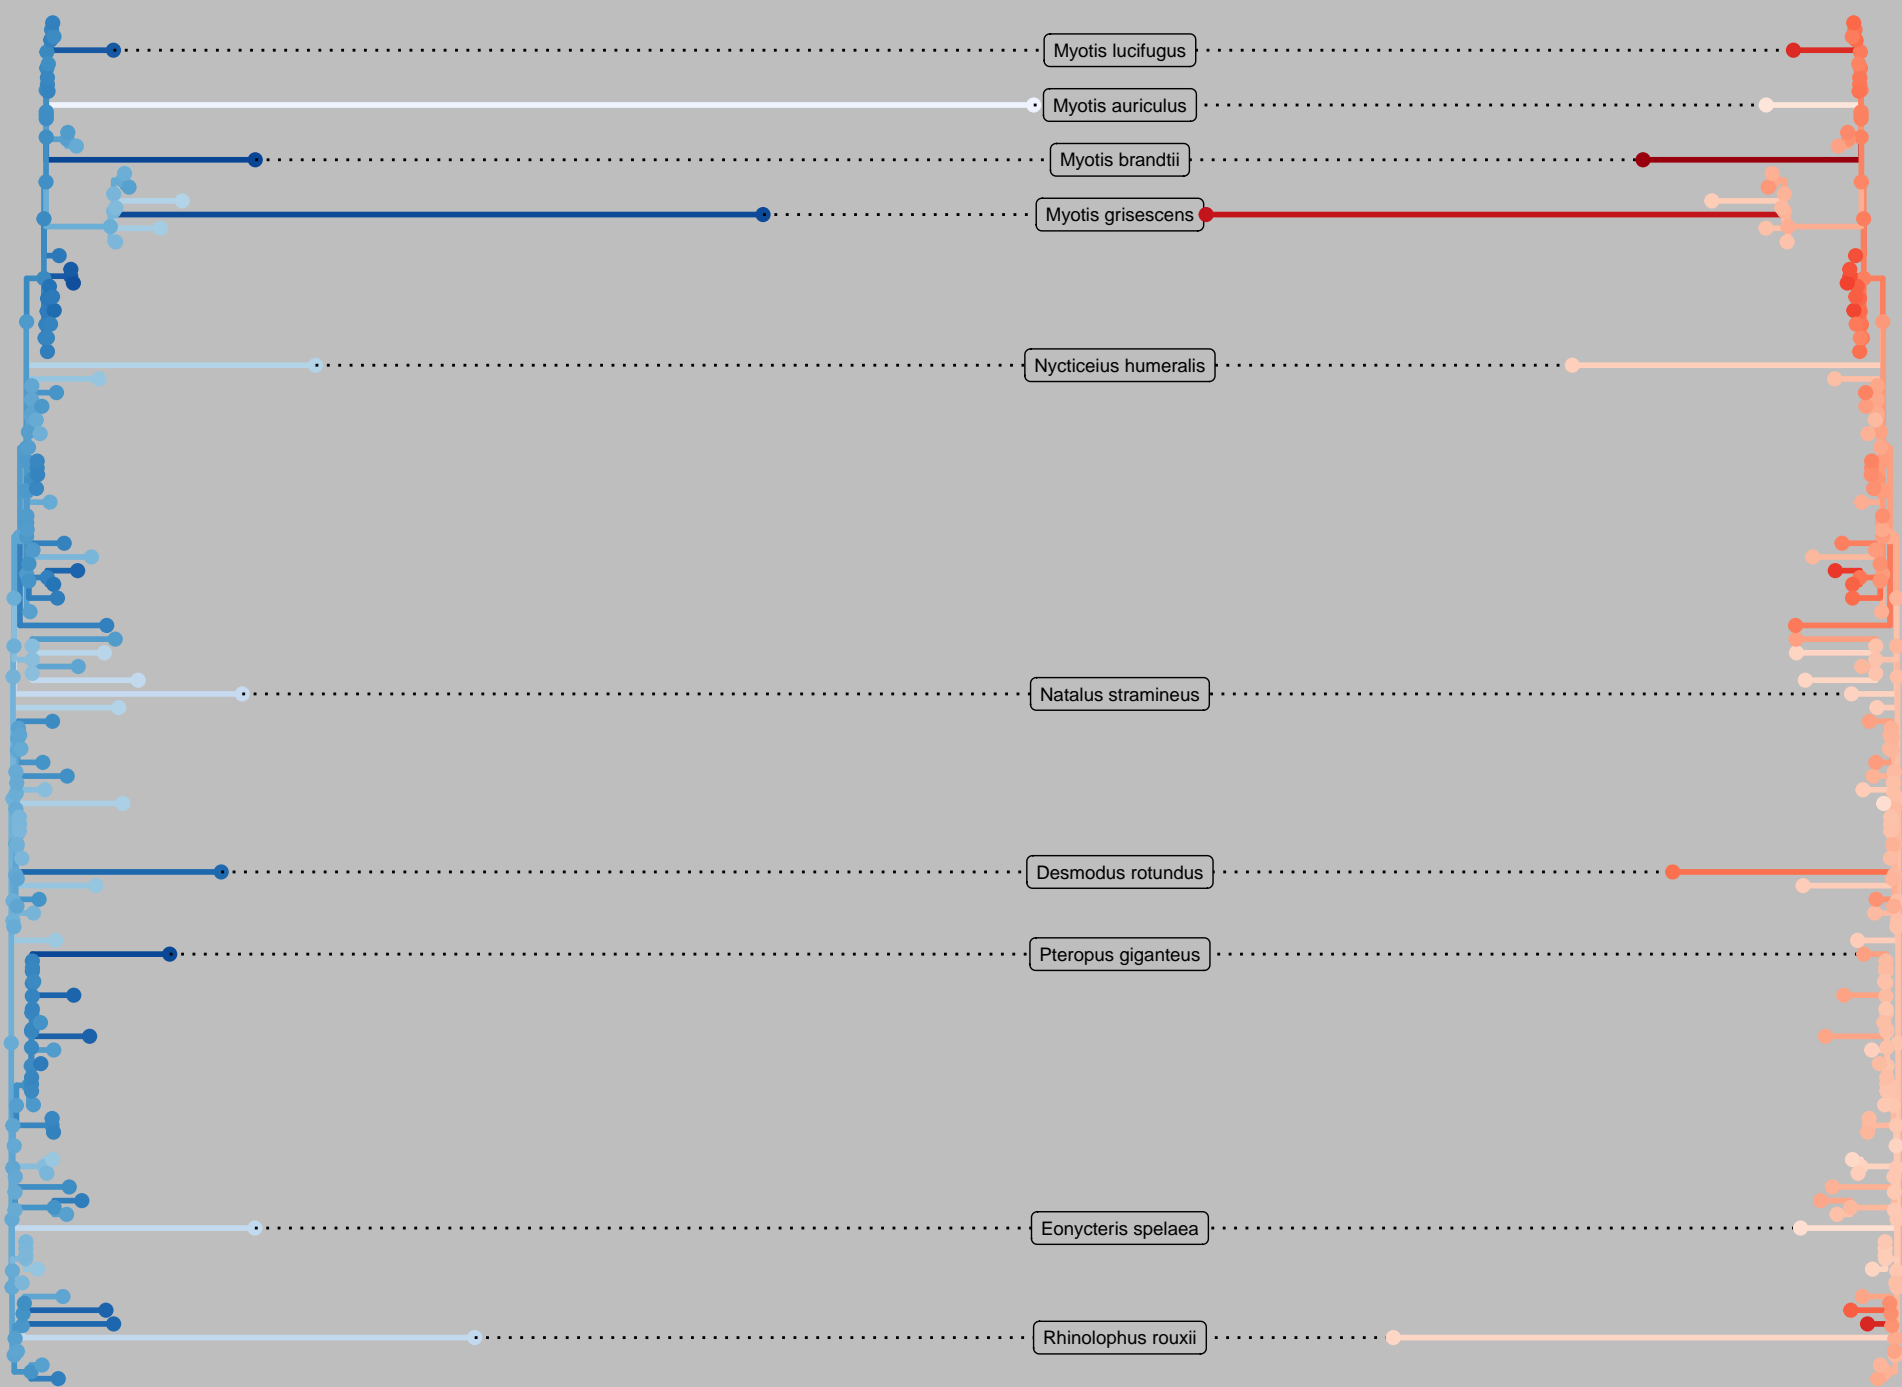 Myotis lucifugus
Myotis auriculus
Myotis brandtii
Myotis grisescens
Nycticeius humeralis
Natalus stramineus
Desmodus rotundus
Pteropus giganteus
Eonycteris spelaea
Rhinolophus rouxii